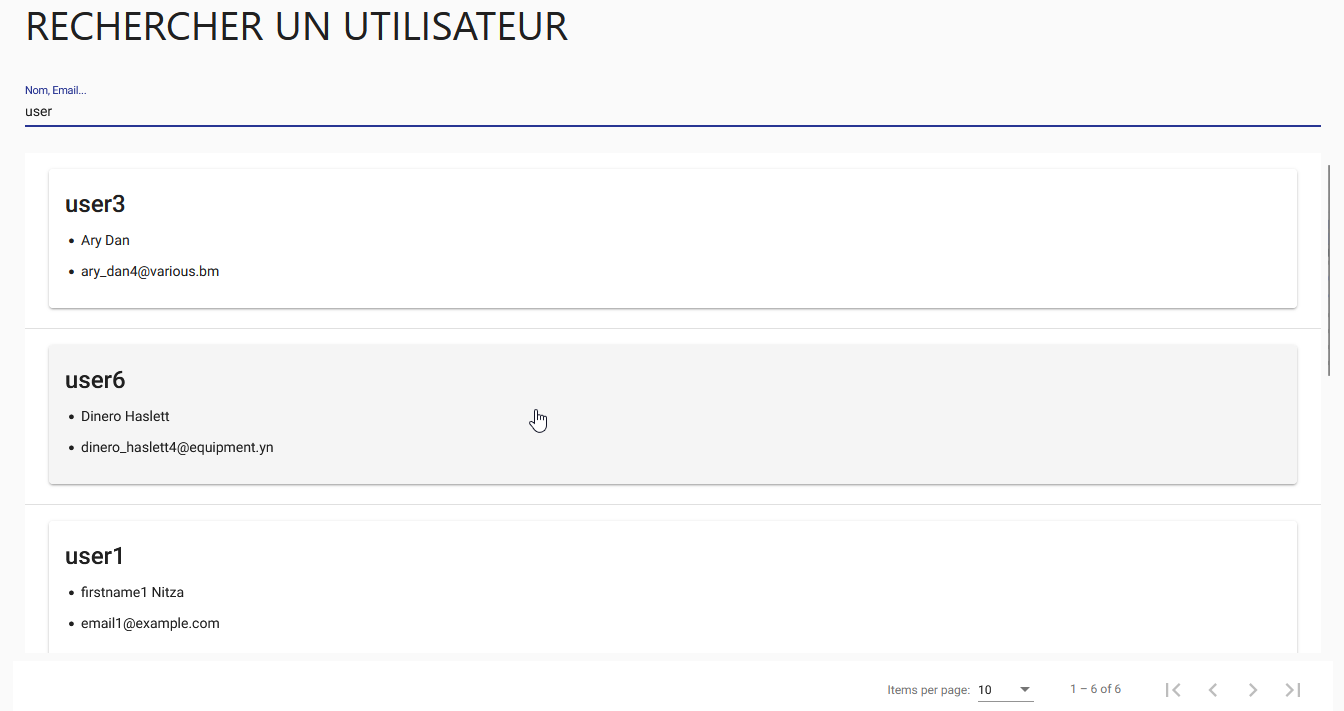 RECHERCHER UN UTILISATEUR
Nom, Email...
user
user3
• Ary Dan
• ary_dan4@various.bm
user6
• Dinero Haslett
• dinero_haslett4@equipment.yn
user1
• firstname1 Nitza
• email1@example.com
Items per page: 10 1 – 6 of 6